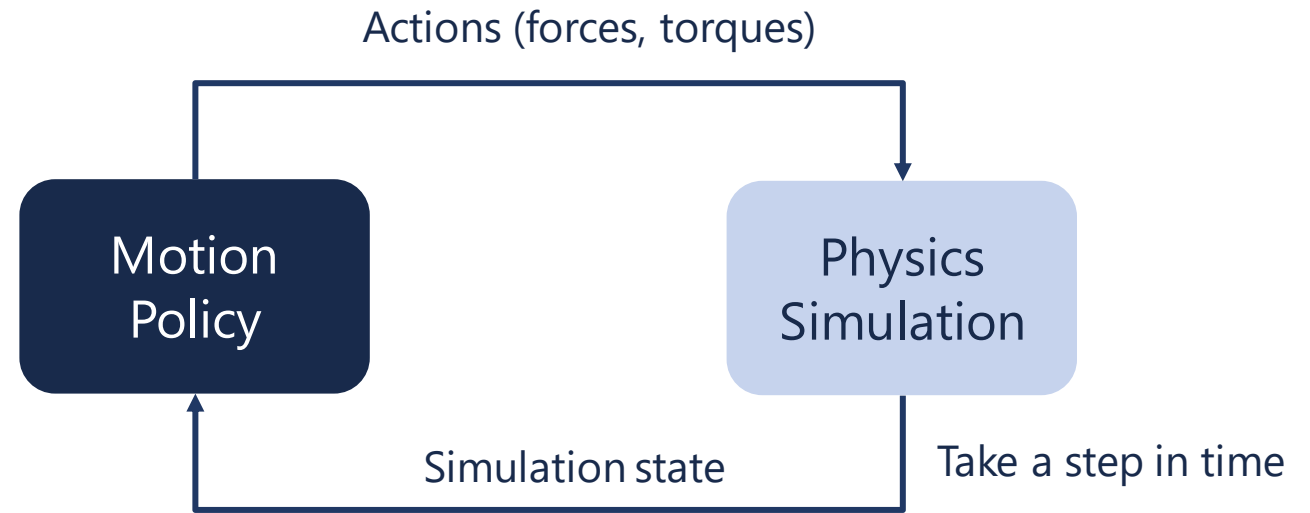 Actions (forces, torques)
Motion
Policy
Physics
Simulation
Simulation state
Take a step in time